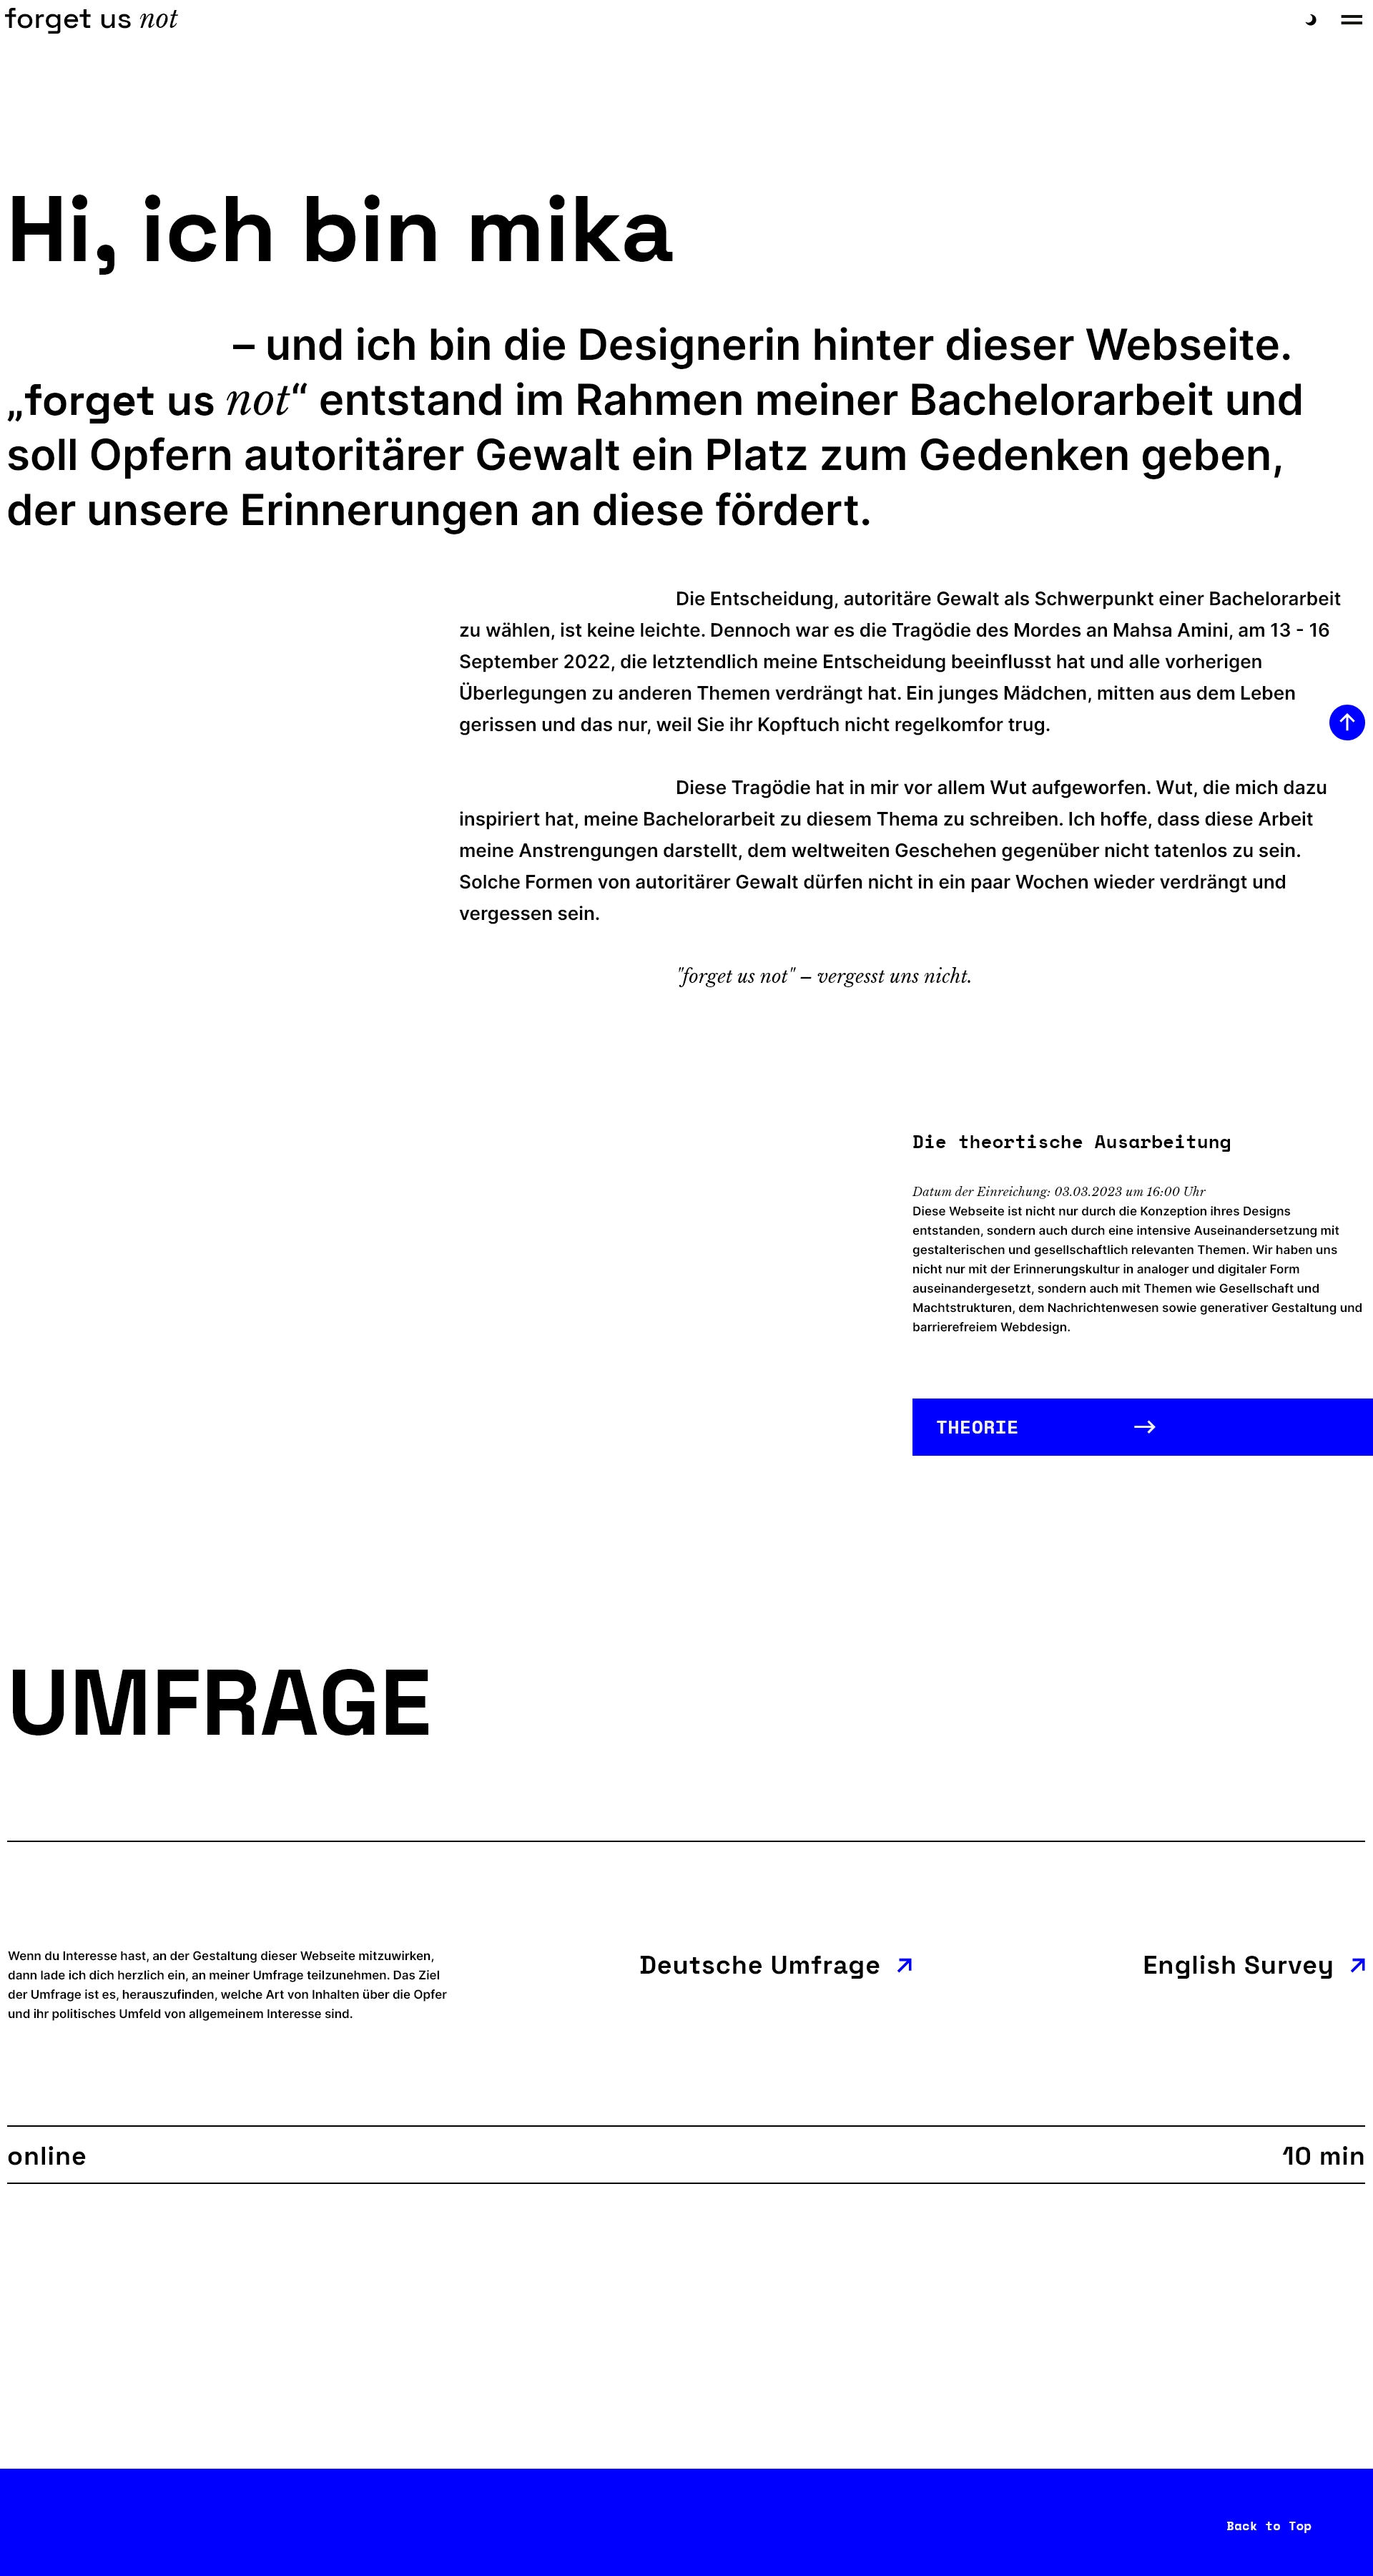 forget us not
Hi, ich bin mika
– und ich bin die Designerin hinter dieser Webseite.
„forget us not“ entstand im Rahmen meiner Bachelorarbeit und
soll Opfern autoritärer Gewalt ein Platz zum Gedenken geben,
der unsere Erinnerungen an diese fördert.
Die Entscheidung, autoritäre Gewalt als Schwerpunkt einer Bachelorarbeit
zu wählen, ist keine leichte. Dennoch war es die Tragödie des Mordes an Mahsa Amini, am 13 - 16
September 2022, die letztendlich meine Entscheidung beeinflusst hat und alle vorherigen
Überlegungen zu anderen Themen verdrängt hat. Ein junges Mädchen, mitten aus dem Leben
gerissen und das nur, weil Sie ihr Kopftuch nicht regelkomfor trug.
Diese Tragödie hat in mir vor allem Wut aufgeworfen. Wut, die mich dazu
inspiriert hat, meine Bachelorarbeit zu diesem Thema zu schreiben. Ich hoffe, dass diese Arbeit
meine Anstrengungen darstellt, dem weltweiten Geschehen gegenüber nicht tatenlos zu sein.
Solche Formen von autoritärer Gewalt dürfen nicht in ein paar Wochen wieder verdrängt und
vergessen sein.
"forget us not" – vergesst uns nicht.
Die theortische Ausarbeitung
Datum der Einreichung: 03.03.2023 um 16:00 Uhr
Diese Webseite ist nicht nur durch die Konzeption ihres Designs
entstanden, sondern auch durch eine intensive Auseinandersetzung mit
gestalterischen und gesellschaftlich relevanten Themen. Wir haben uns
nicht nur mit der Erinnerungskultur in analoger und digitaler Form
auseinandergesetzt, sondern auch mit Themen wie Gesellschaft und
Machtstrukturen, dem Nachrichtenwesen sowie generativer Gestaltung und
barrierefreiem Webdesign.
THEORIE →
UMFRAGE
Wenn du Interesse hast, an der Gestaltung dieser Webseite mitzuwirken,
dann lade ich dich herzlich ein, an meiner Umfrage teilzunehmen. Das Ziel
der Umfrage ist es, herauszufinden, welche Art von Inhalten über die Opfer
und ihr politisches Umfeld von allgemeinem Interesse sind.
Deutsche Umfrage
English Survey
online
10 min
Back to Top